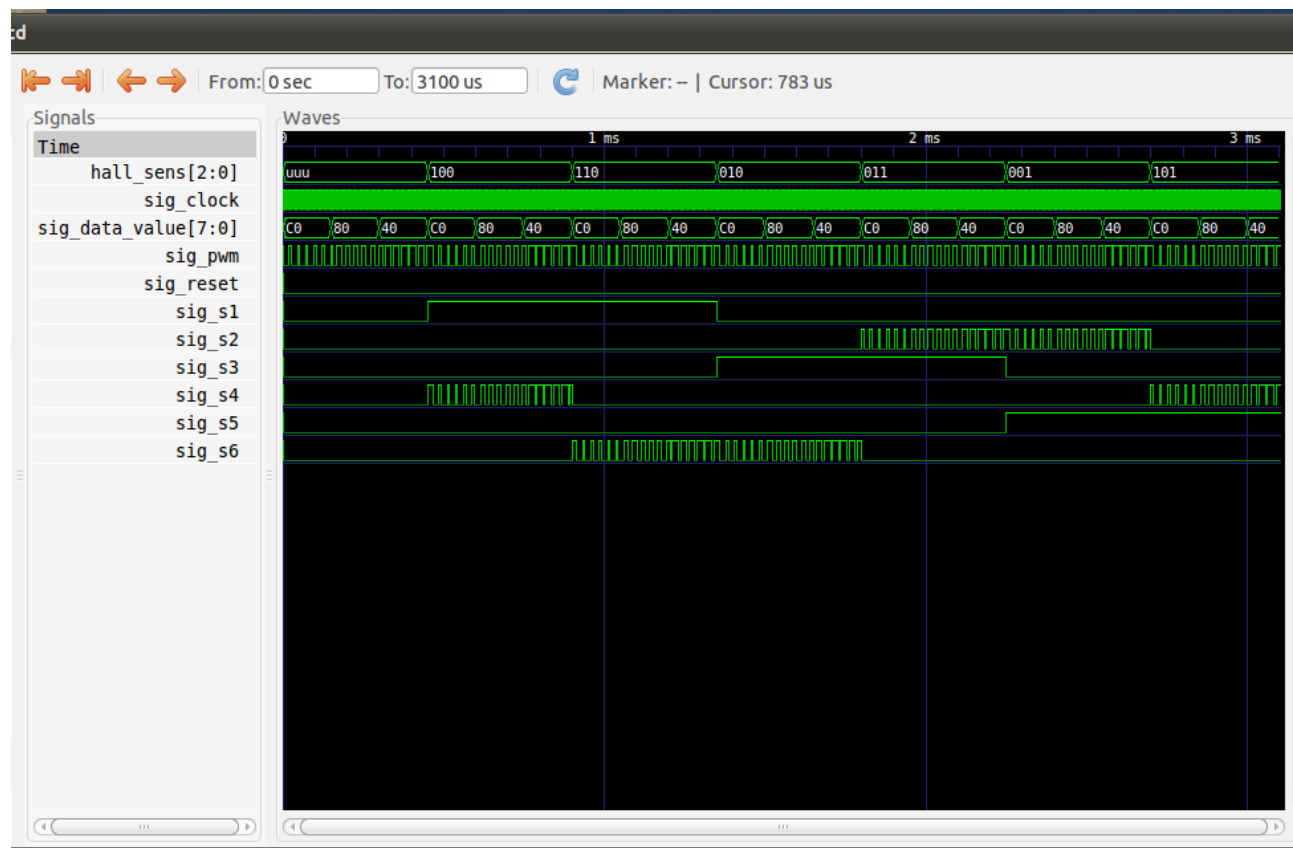 cd
From: 0 sec To: 3100 us Marker: -- | Cursor: 783 us
Signals Waves
Time 0 1 ms 2 ms 3 ms
hall_sens[2:0] uuu 100 110 010 011 001 101
sig_clock
sig_data_value[7:0] C0 80 40 C0 80 40 C0 80 40 C0 80 40 C0 80 40 C0 80 40 C0 80 40
sig_pwm
sig_reset
sig_s1
sig_s2
sig_s3
sig_s4
sig_s5
sig_s6